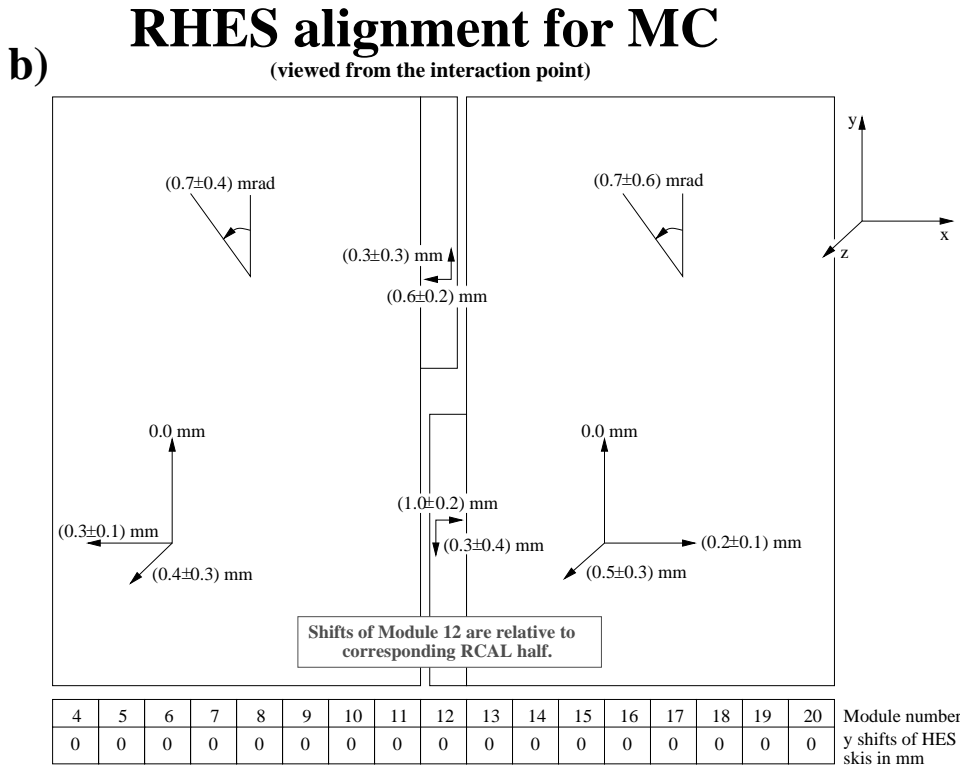 RHES alignment for MC
b)
(viewed from the interaction point)
y
x
z
(0.7±0.4) mrad
(0.7±0.6) mrad
(0.3±0.3) mm
(0.6±0.2) mm
0.0 mm
0.0 mm
(1.0±0.2) mm
(0.3±0.4) mm
(0.3±0.1) mm
(0.4±0.3) mm
(0.2±0.1) mm
(0.5±0.3) mm
Shifts of Module 12 are relative to
corresponding RCAL half.
4 5 6 7 8 9 10 11 12 13 14 15 16 17 18 19 20 Module number
0 0 0 0 0 0 0 0 0 0 0 0 0 0 0 0 0 y shifts of HES
skis in mm